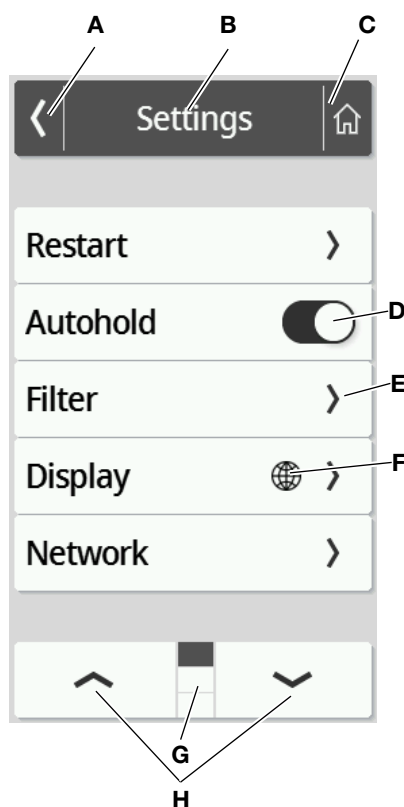 A B C
Settings
Restart
Autohold
D
Filter
E
Display
F
Network
G
H